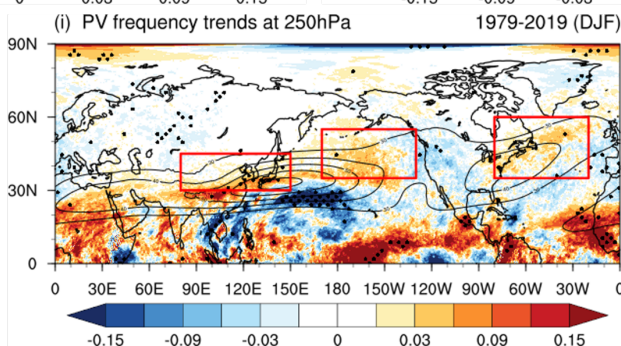 (i) PV frequency trends at 250hPa 1979-2019 (DJF)
90N
60N
30N
0
0 30E 60E 90E 120E 150E 180 150W 120W 90W 60W 30W 0
-0.15 -0.09 -0.03 0 0.03 0.09 0.15